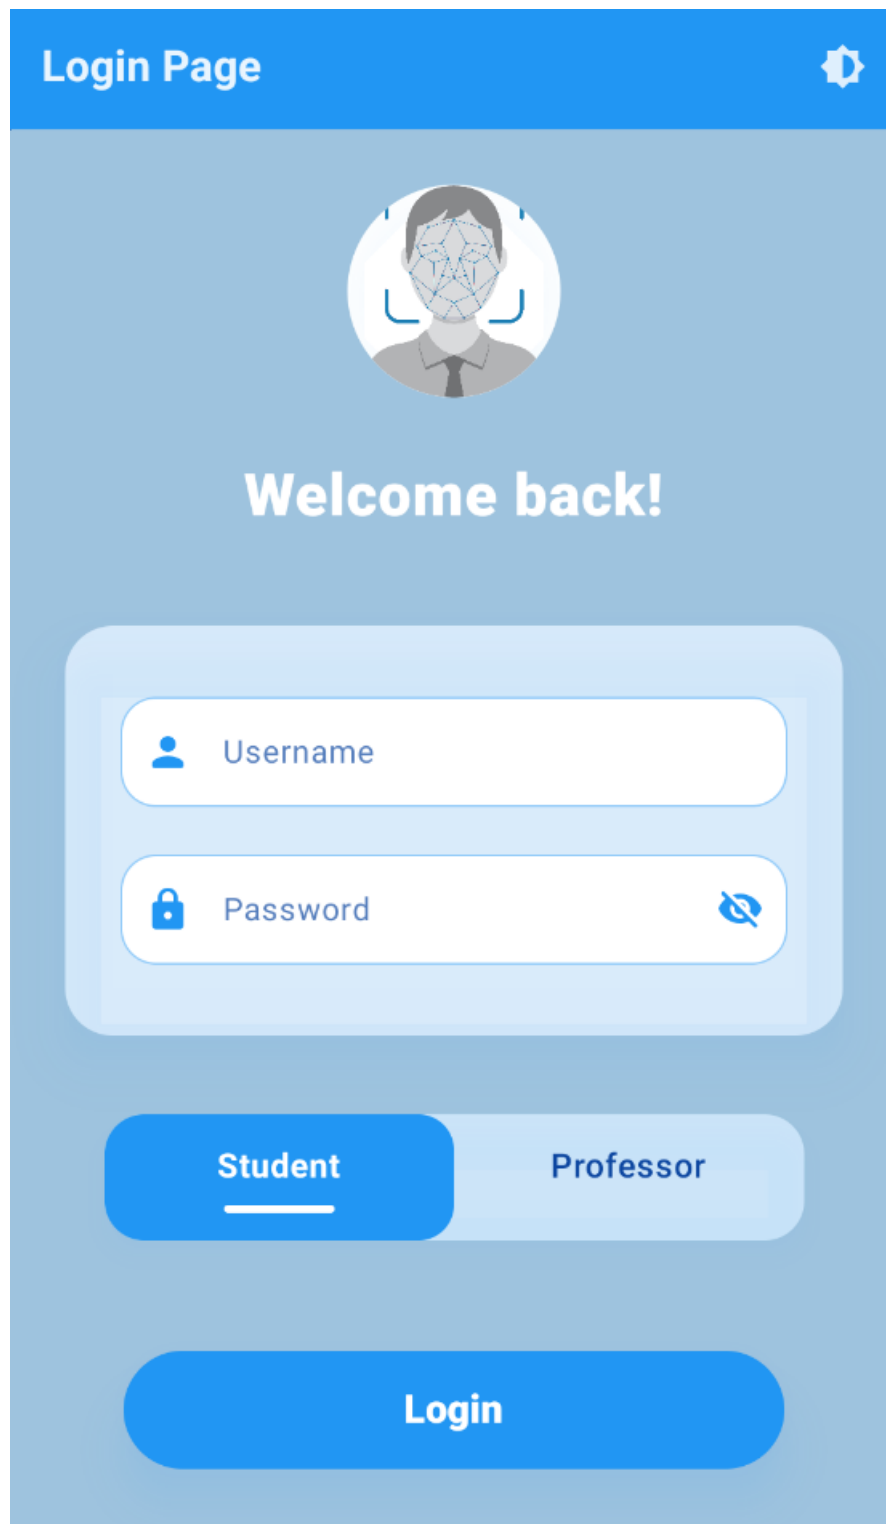 Login Page
Welcome back!
Username
Password
Student
Professor
Login